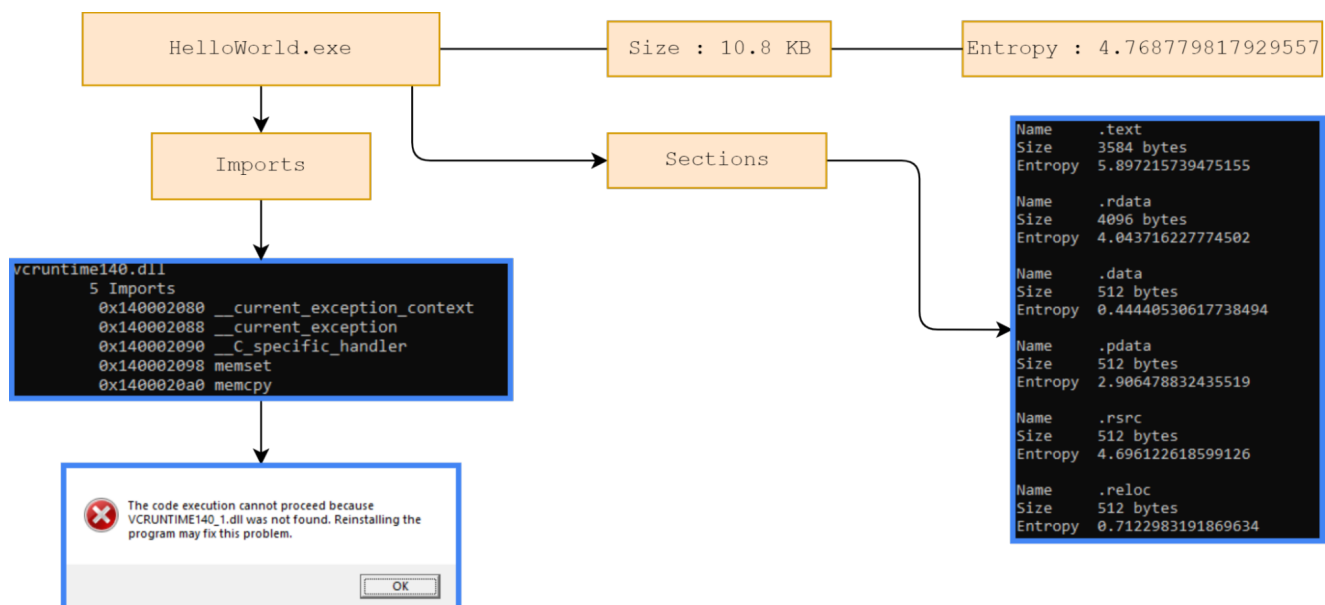 HelloWorld.exe
Size : 10.8 KB
Entropy : 4.768779817929557
Imports
Sections
vcruntime140.dll
5 Imports
0x140002080 __current_exception_context
0x140002088 __current_exception
0x140002090 __C_specific_handler
0x140002098 memset
0x1400020a0 memcpy
The code execution cannot proceed because
VCRUNTIME140_1.dll was not found. Reinstalling the
program may fix this problem.
OK
Name .text
Size 3584 bytes
Entropy 5.897215739475155
Name .rdata
Size 4096 bytes
Entropy 4.043716227774502
Name .data
Size 512 bytes
Entropy 0.44440530617738494
Name .pdata
Size 512 bytes
Entropy 2.906478832435519
Name .rsrc
Size 512 bytes
Entropy 4.696122618599126
Name .reloc
Size 512 bytes
Entropy 0.7122983191869634